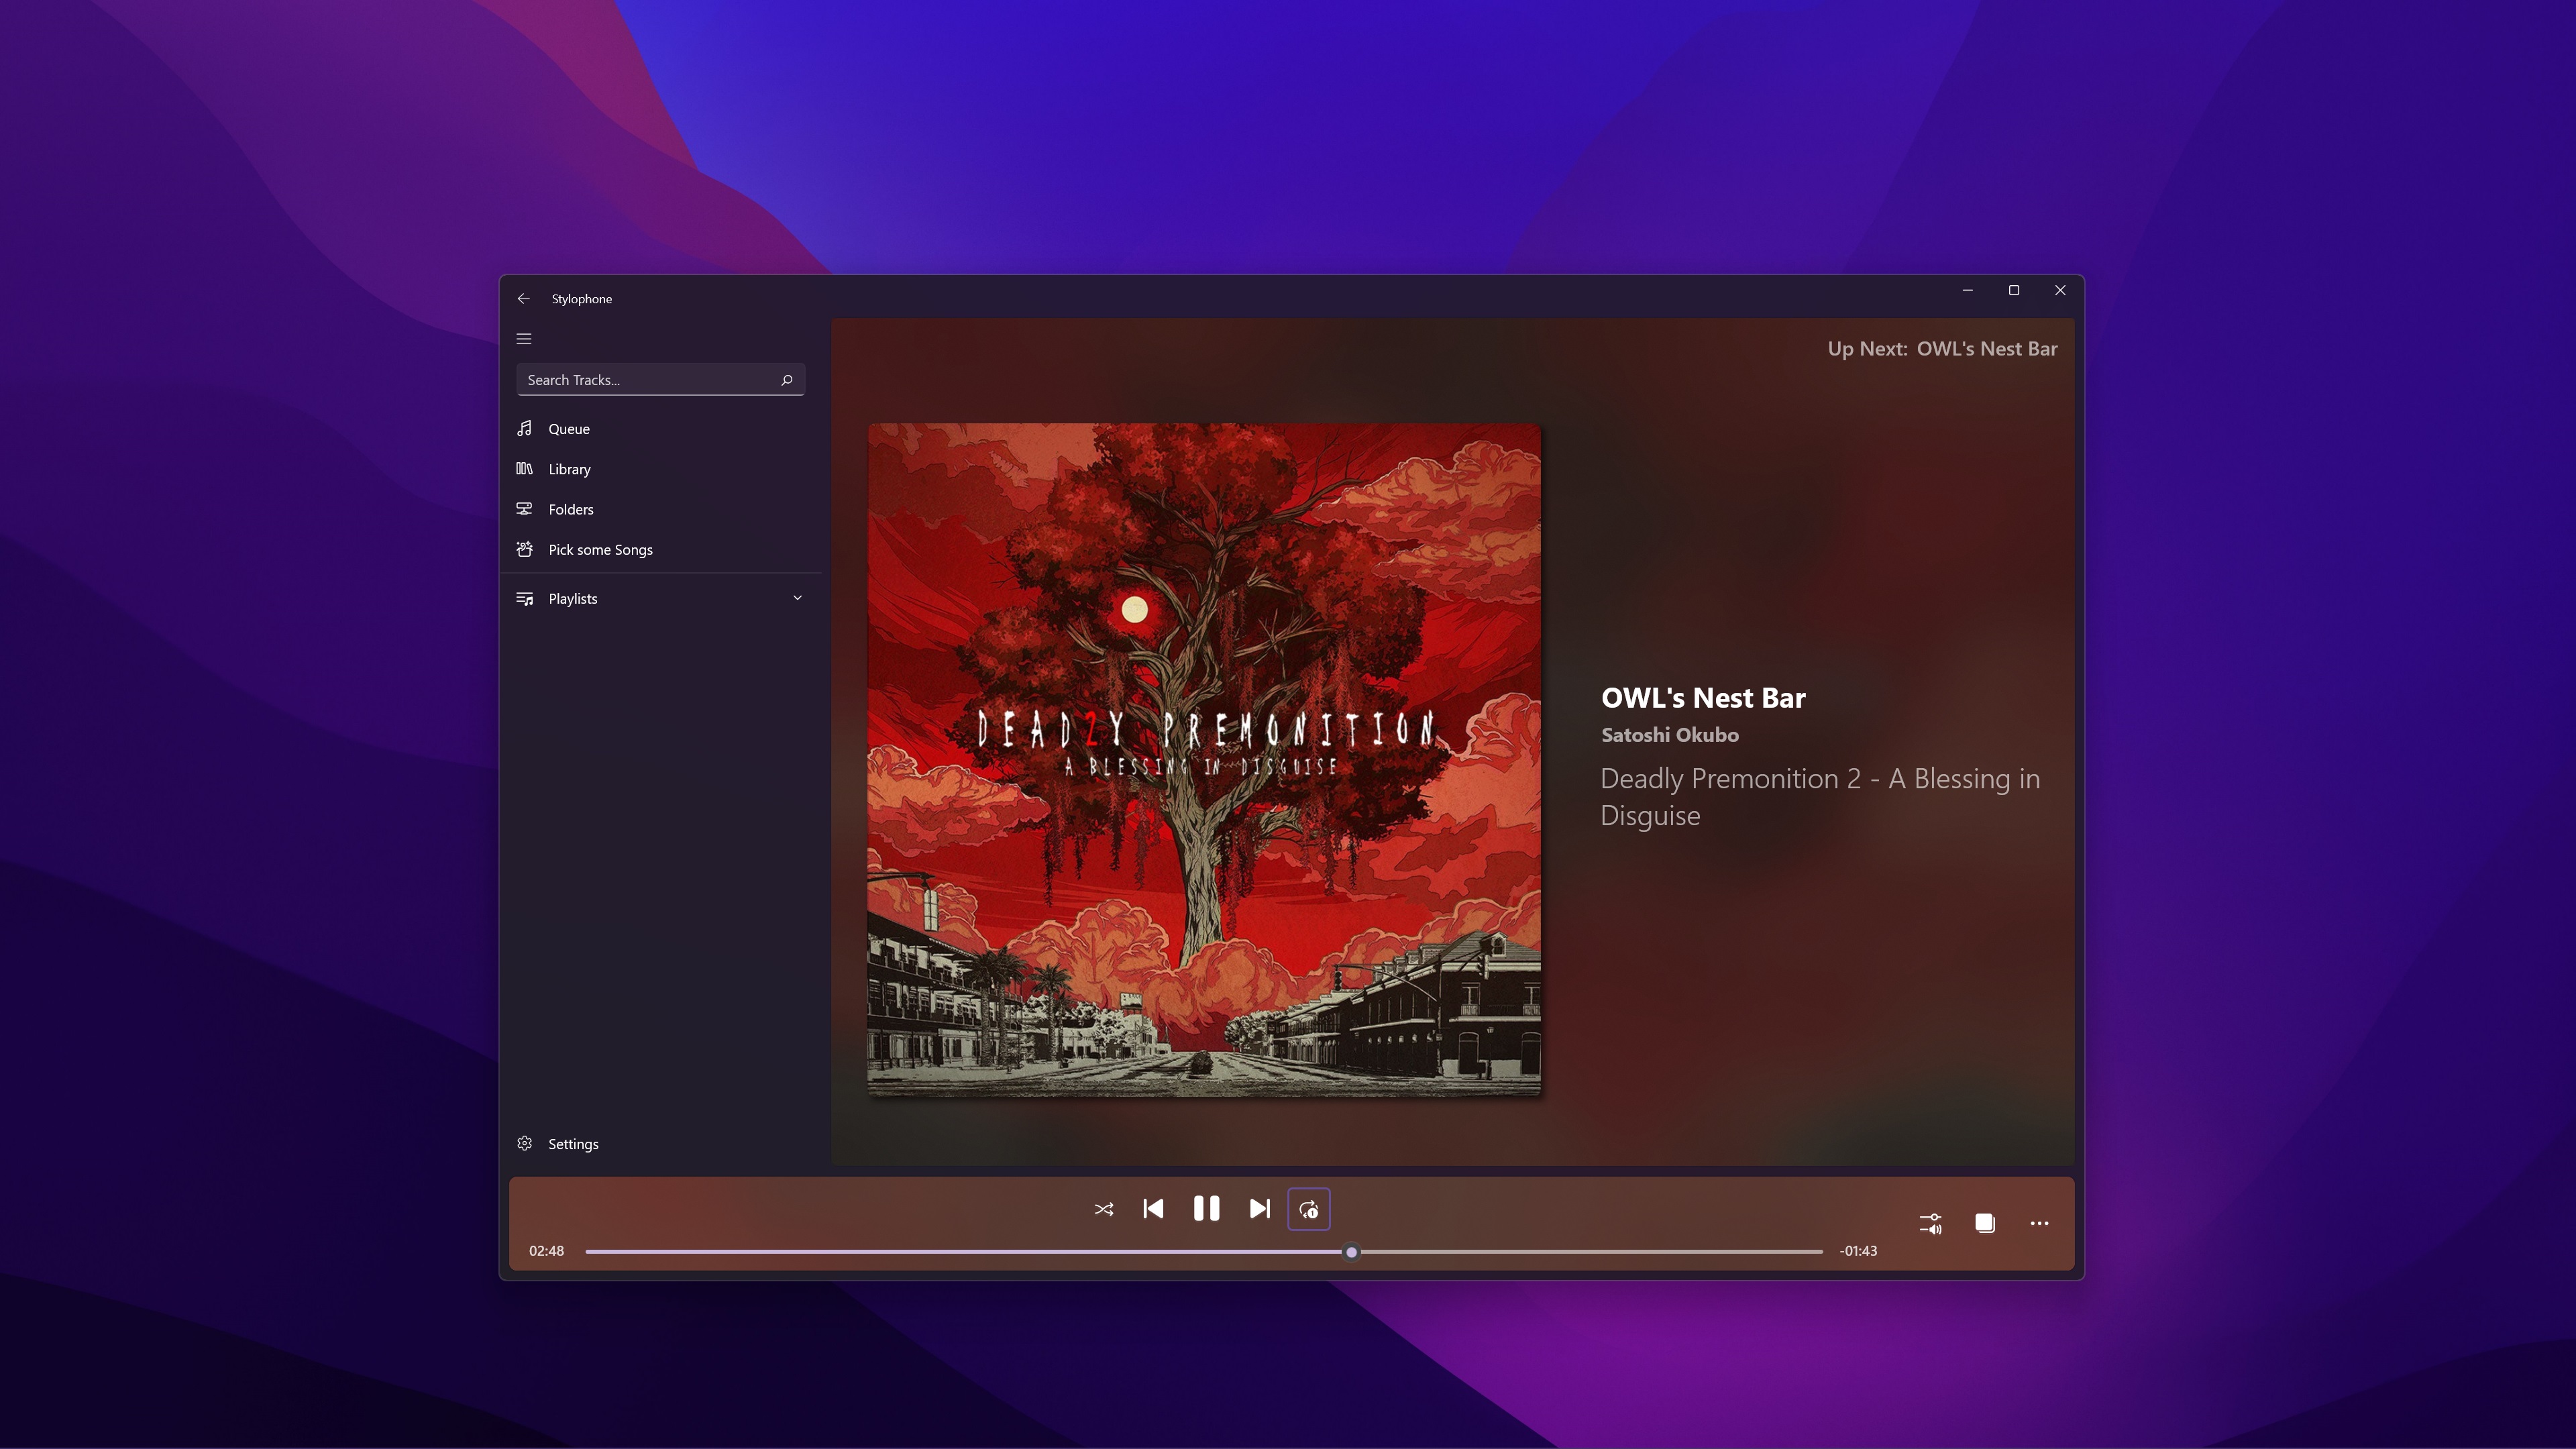 Stylophone
Search Tracks...
Queue
Library
Folders
Pick some Songs
Playlists
Settings
Up Next: OWL's Nest Bar
DEAD2Y PREMONITION
A BLESSING IN DISGUISE
OWL's Nest Bar
Satoshi Okubo
Deadly Premonition 2 - A Blessing in
Disguise
1
02:48
-01:43